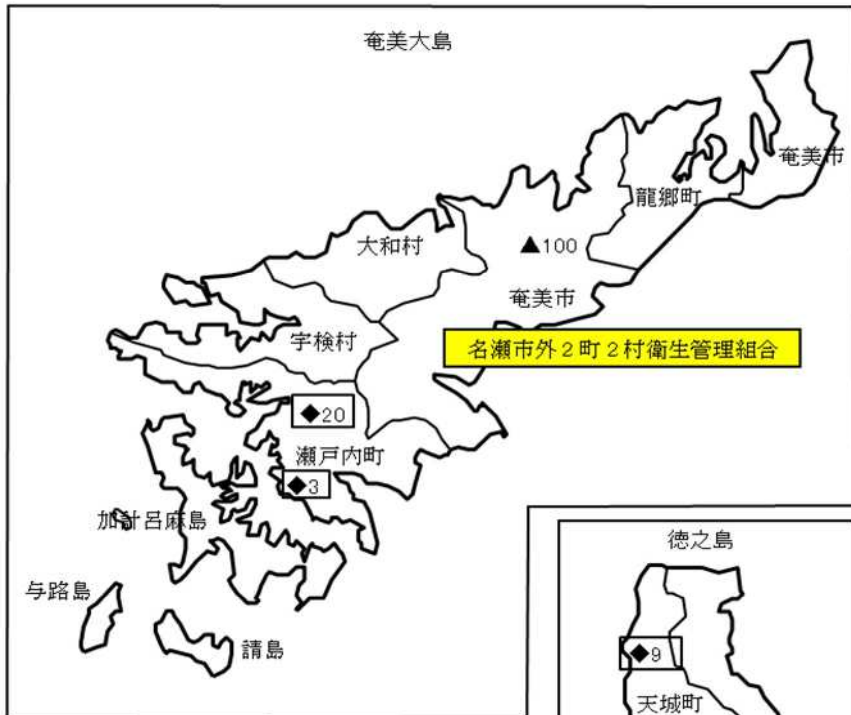 奄美大島
奄美市
龍郷町
大和村
▲100
奄美市
宇検村
名瀬市外2町2村衛生管理組合
◆20
瀬戸内町
◆3
加計呂麻島
徳之島
与路島
請島
◆9
天城町